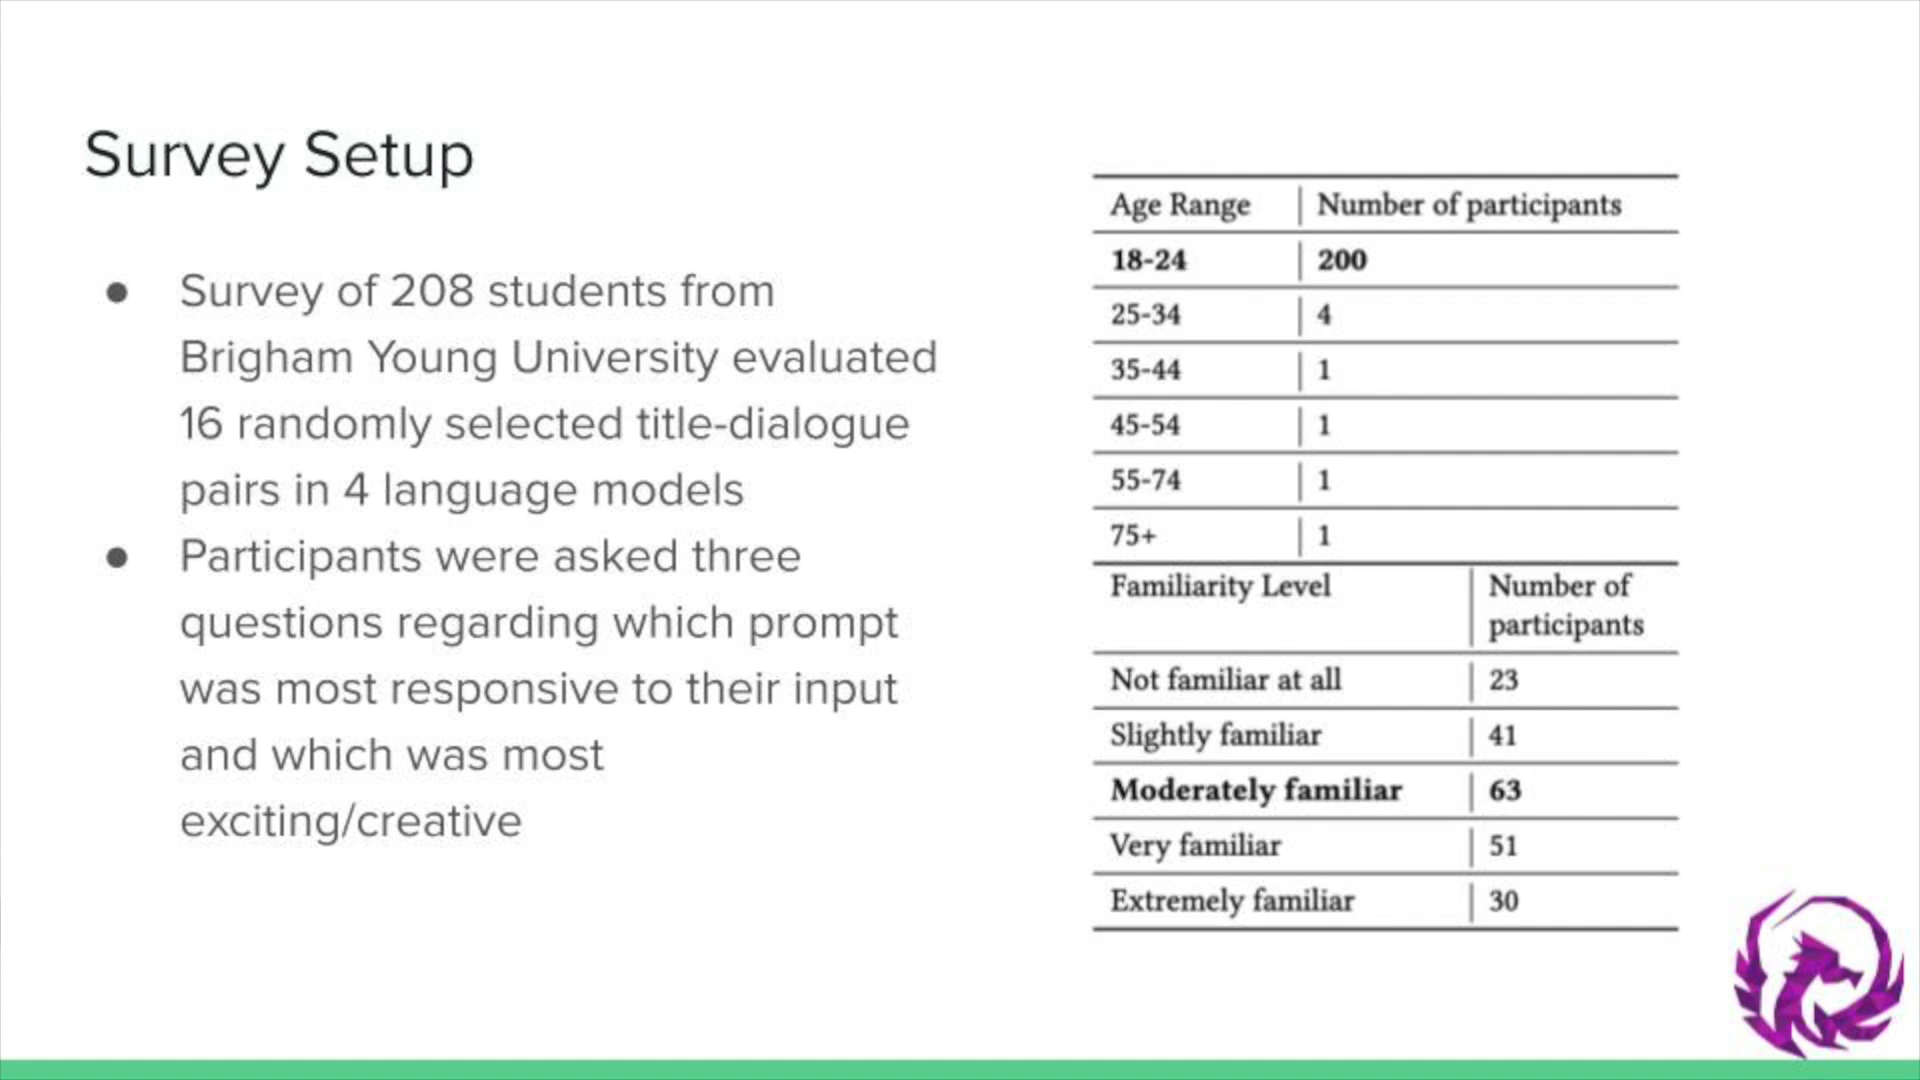 Survey Setup
● Survey of 208 students from
Brigham Young University evaluated
16 randomly selected title-dialogue
pairs in 4 language models
● Participants were asked three
questions regarding which prompt
was most responsive to their input
and which was most
exciting/creative
Age Range | Number of participants
18-24 | 200
25-34 | 4
35-44 | 1
45-54 | 1
55-74 | 1
75+ | 1
Familiarity Level | Number of
participants
Not familiar at all | 23
Slightly familiar | 41
Moderately familiar | 63
Very familiar | 51
Extremely familiar | 30